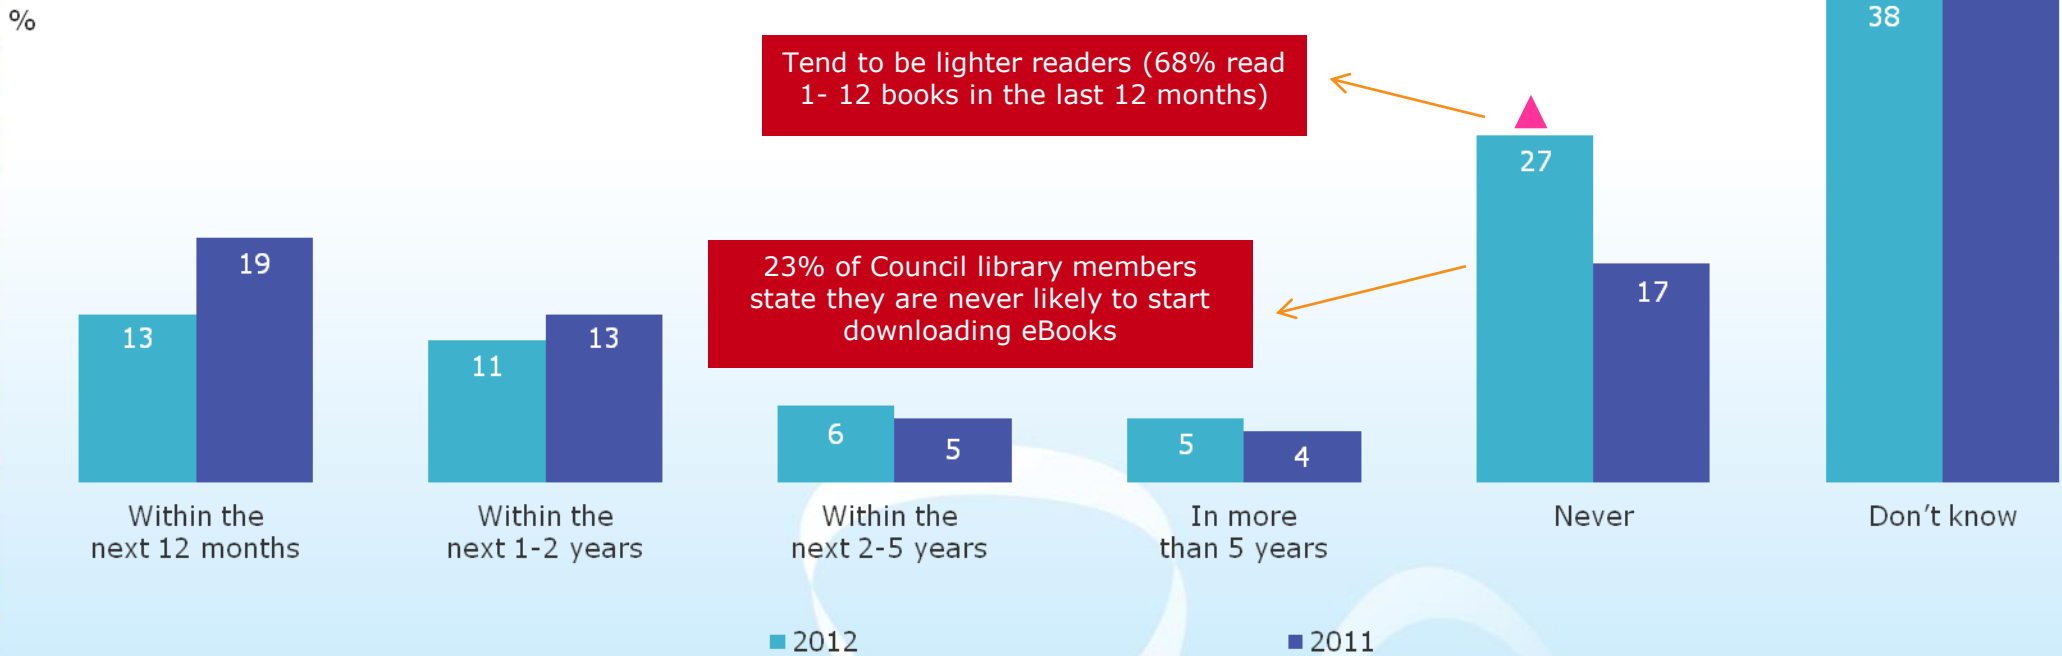 %
38
Tend to be lighter readers (68% read
1- 12 books in the last 12 months)
27
19
23% of Council library members
state they are never likely to start
downloading eBooks
17
13
13
11
6
5
5
4
Within the
next 12 months
Within the
next 1-2 years
Within the
next 2-5 years
In more
than 5 years
Never
Don’t know
2012
2011